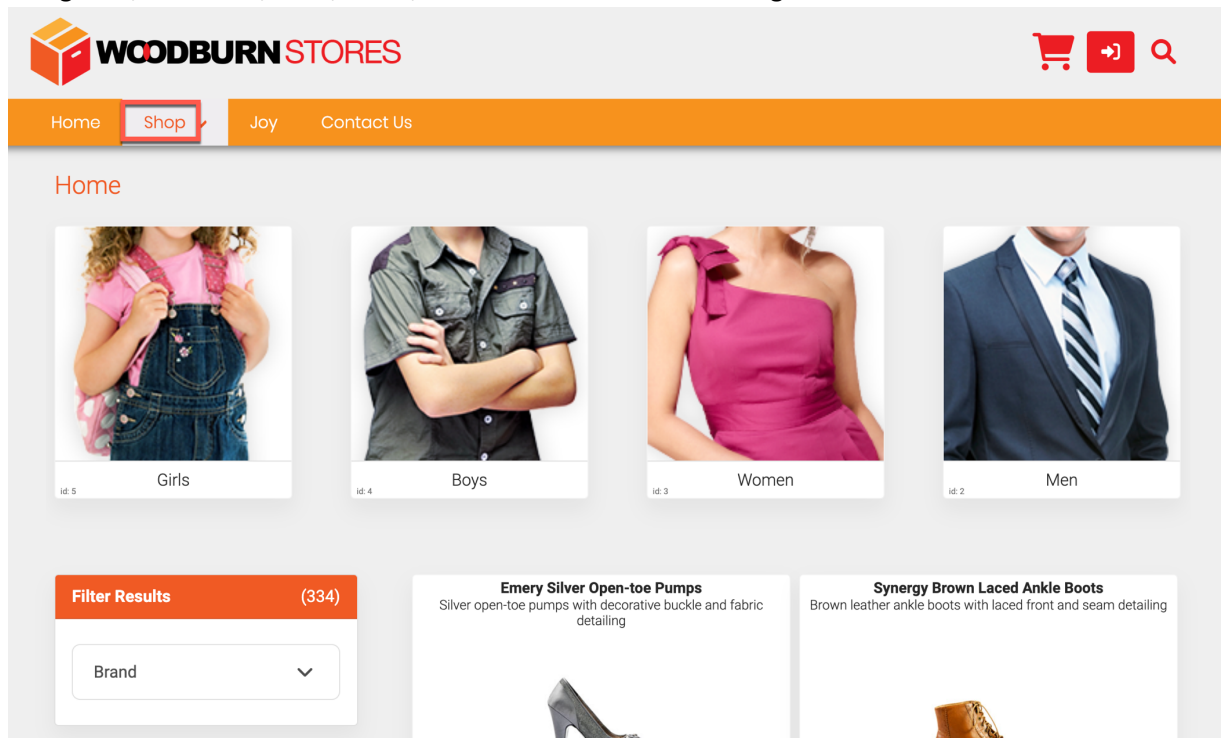 WOODBURN STORES
Home Shop Joy Contact Us
Home
Girls
id: 5
Boys
id: 4
Women
id: 3
Men
id: 2
Filter Results (334)
Brand
Emery Silver Open-toe Pumps
Silver open-toe pumps with decorative buckle and fabric
detailing
Synergy Brown Laced Ankle Boots
Brown leather ankle boots with laced front and seam detailing